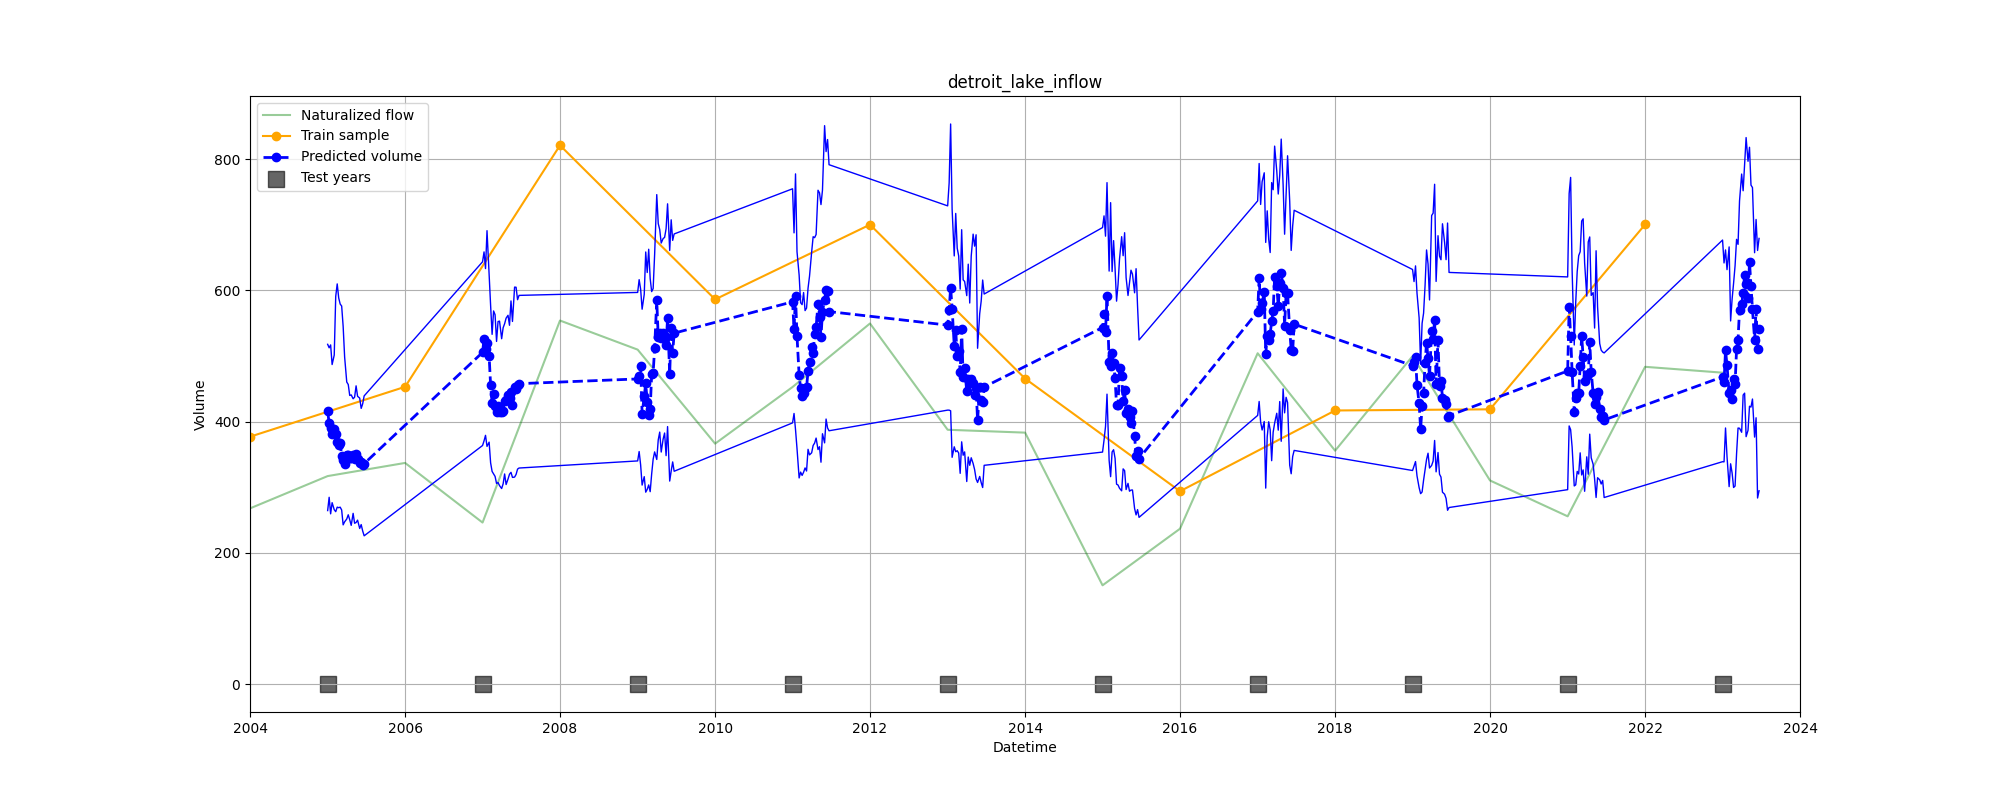 detroit_lake_inflow
Naturalized flow
Train sample
Predicted volume
Test years
Volume
800
600
400
200
0
2004 2006 2008 2010 2012 2014 2016 2018 2020 2022 2024
Datetime